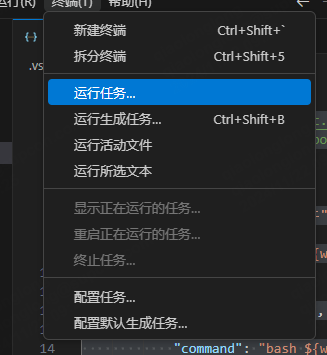 运行(R) 终端(T) 帮助(H)
新建终端 Ctrl+Shift+`
拆分终端 Ctrl+Shift+5
.vs
运行任务...
运行生成任务... Ctrl+Shift+B
运行活动文件
运行所选文本
显示正在运行的任务...
重启正在运行的任务...
终止任务...
配置任务...
配置默认生成任务...
14 "command": "bash ${w